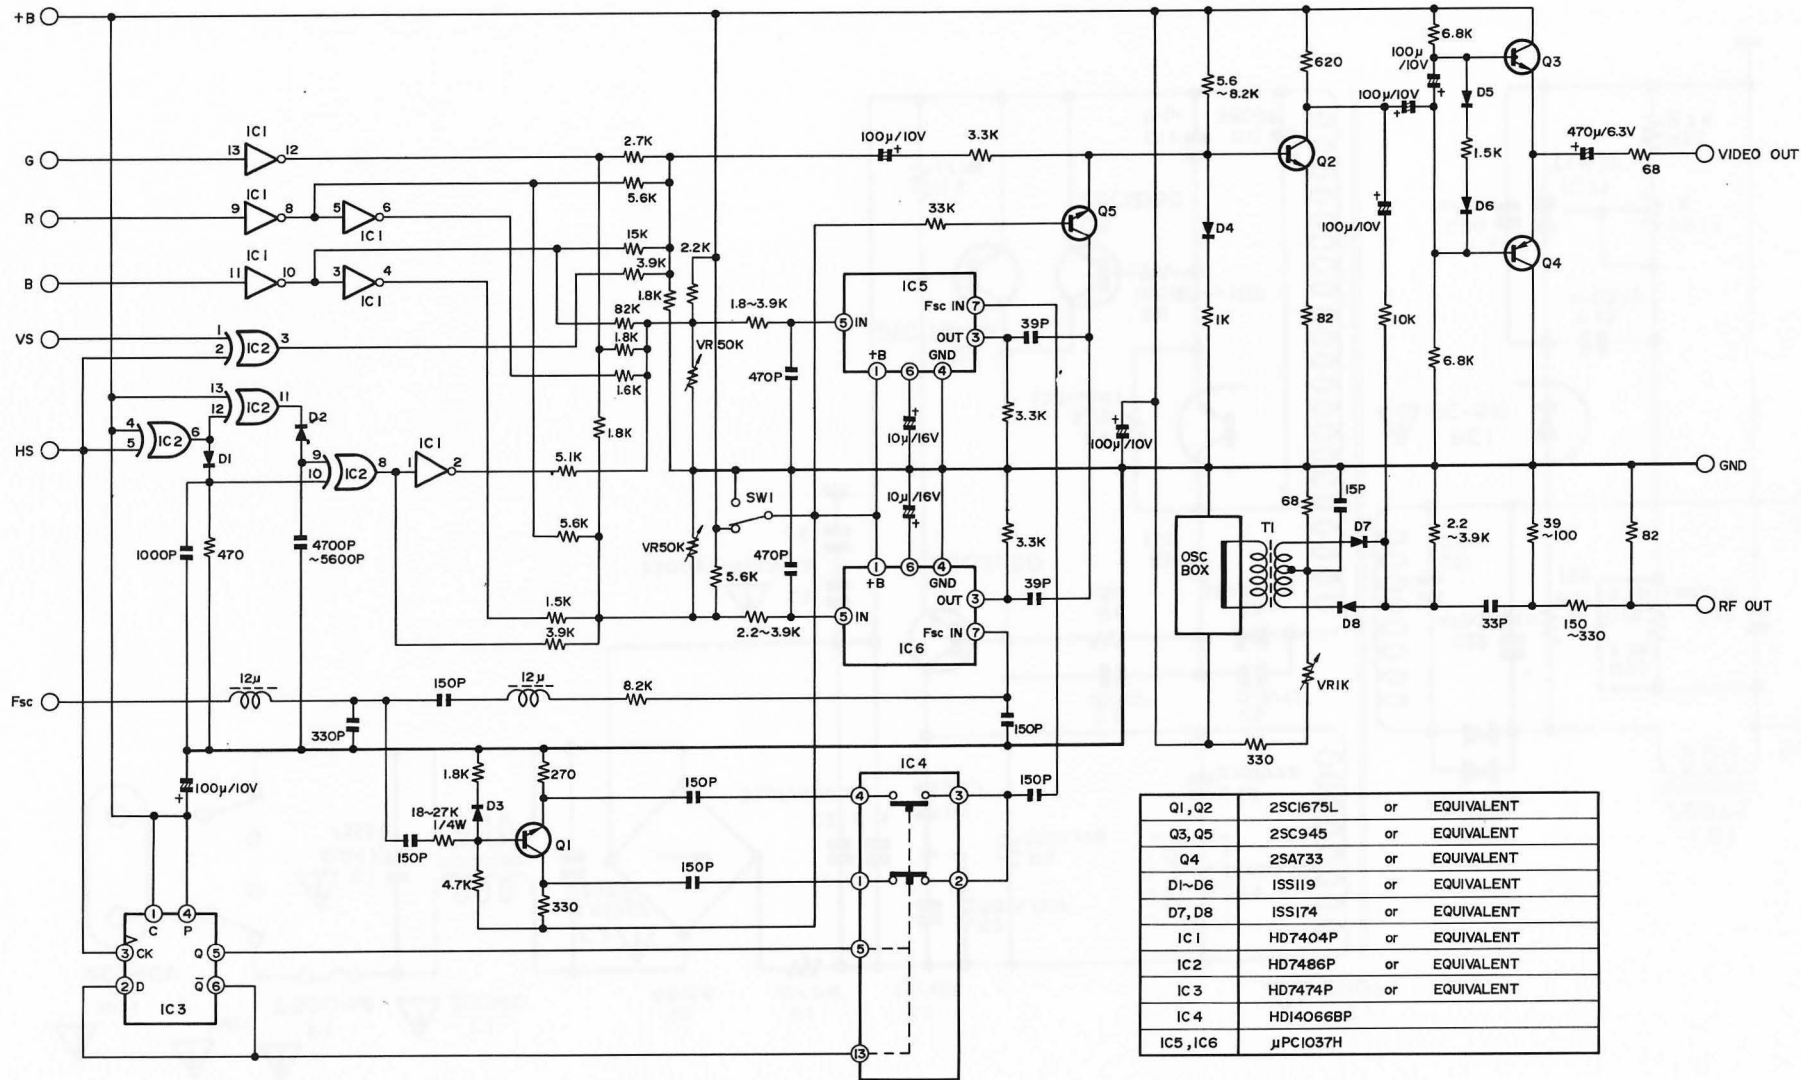 +B
G
R
B
VS
HS
Fsc
IC1
13
12
IC1
9
8
5
6
IC1
IC1
11
10
3
4
IC1
1
2
IC2
3
13
12
IC2
11
4
5
IC2
6
D1
D2
9
10
IC2
8
IC1
1
2
1000P
470
4700P
~5600P
2.7K
5.6K
15K
3.9K
82K
1.8K
1.6K
1.8K
5.1K
5.6K
1.5K
3.9K
1.8K
2.2K
VR50K
VR50K
5.6K
SW1
1.8~3.9K
470P
470P
2.2~3.9K
100μ/10V
+
3.3K
33K
Q5
IC5
Fsc IN
7
5
IN
OUT
3
+B
1
6
GND
4
39P
10μ/16V
+
3.3K
10μ/16V
+
3.3K
1
+B
6
4
GND
OUT
3
39P
5
IN
Fsc IN
7
IC6
100μ/10V
+
5.6
~8.2K
620
Q2
D4
1K
82
100μ/10V
+
100μ/10V
+
10K
6.8K
100μ
/10V
+
D5
1.5K
D6
6.8K
Q3
Q4
470μ/6.3V
+
68
VIDEO OUT
GND
OSC
BOX
T1
68
15P
D7
D8
2.2
~3.9K
39
~100
82
33P
150
~330
RF OUT
VR1K
330
12μ
330P
150P
12μ
8.2K
150P
100μ/10V
+
1.8K
270
D3
18~27K
1/4W
150P
Q1
4.7K
330
150P
150P
IC4
4
3
1
2
5
13
150P
1
C
4
P
3
CK
Q
5
2
D
Q̅
6
IC3
Q1, Q2 2SC1675L or EQUIVALENT
Q3, Q5 2SC945 or EQUIVALENT
Q4 2SA733 or EQUIVALENT
D1~D6 1SS119 or EQUIVALENT
D7, D8 1SS174 or EQUIVALENT
IC1 HD7404P or EQUIVALENT
IC2 HD7486P or EQUIVALENT
IC3 HD7474P or EQUIVALENT
IC4 HD14066BP
IC5, IC6 μPC1037H